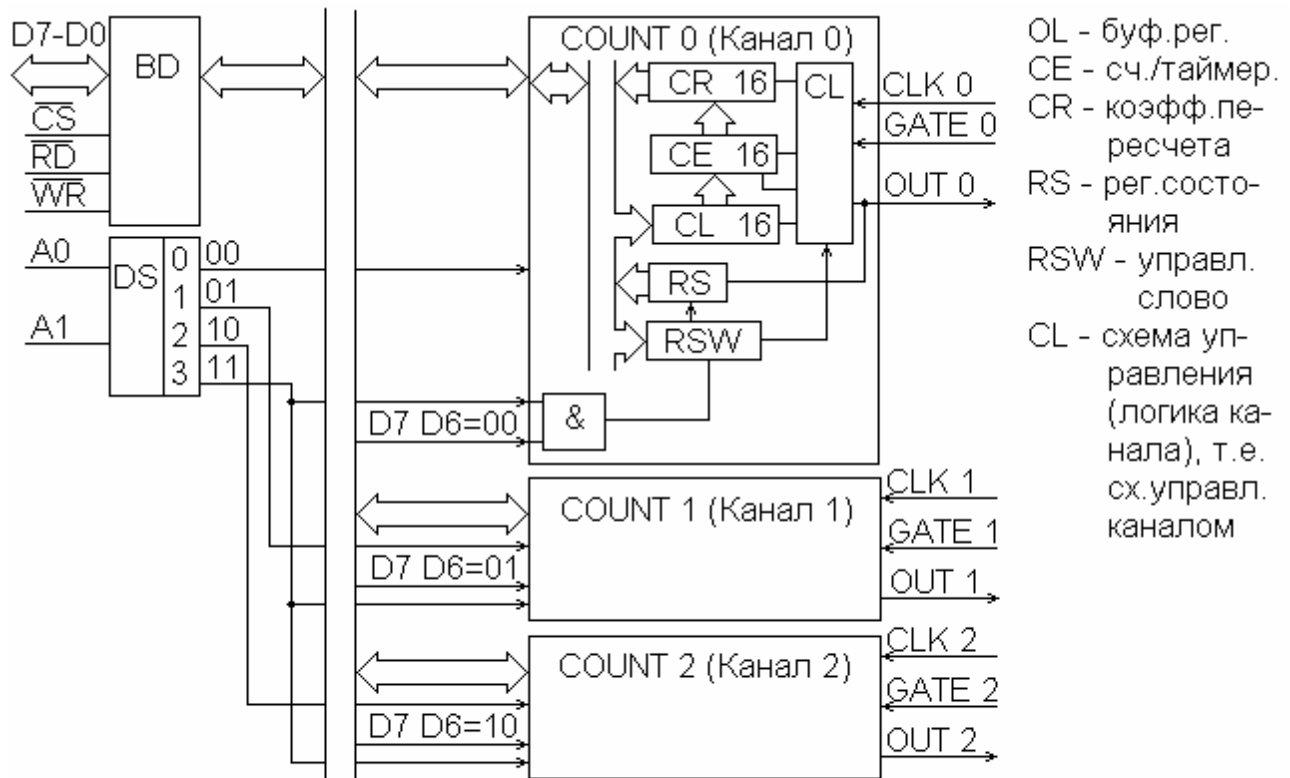 D7-D0
BD
CS
RD
WR
A0
A1
DS
0
1
2
3
00
01
10
11
COUNT 0 (Канал 0)
CR 16
CE 16
CL 16
RS
RSW
CL
&
D7 D6=00
CLK 0
GATE 0
OUT 0
COUNT 1 (Канал 1)
D7 D6=01
CLK 1
GATE 1
OUT 1
COUNT 2 (Канал 2)
D7 D6=10
CLK 2
GATE 2
OUT 2
OL - буф.рег.
CE - сч./таймер.
CR - коэфф.пе-
ресчета
RS - рег.состо-
яния
RSW - управл.
слово
CL - схема уп-
равления
(логика ка-
нала), т.е.
сх.управл.
каналом